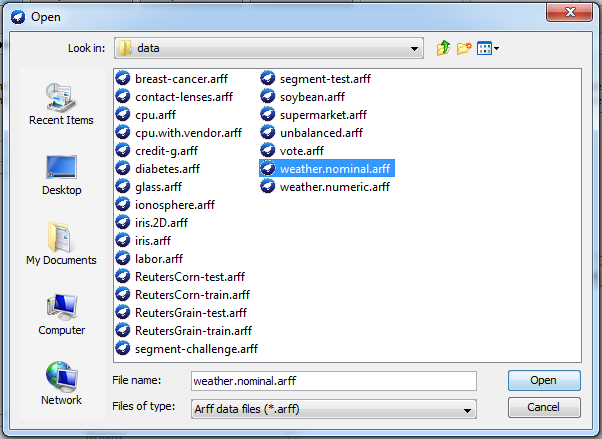 Open
Look in: data
Recent Items
Desktop
My Documents
Computer
Network
breast-cancer.arff
contact-lenses.arff
cpu.arff
cpu.with.vendor.arff
credit-g.arff
diabetes.arff
glass.arff
ionosphere.arff
iris.2D.arff
iris.arff
labor.arff
ReutersCorn-test.arff
ReutersCorn-train.arff
ReutersGrain-test.arff
ReutersGrain-train.arff
segment-challenge.arff
segment-test.arff
soybean.arff
supermarket.arff
unbalanced.arff
vote.arff
weather.nominal.arff
weather.numeric.arff
File name: weather.nominal.arff
Open
Files of type: Arff data files (*.arff)
Cancel